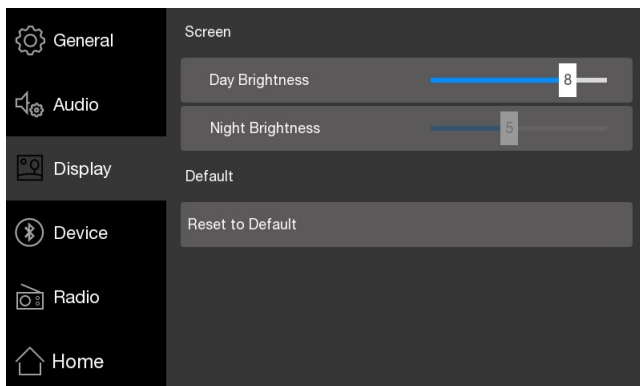 General
Audio
Display
Device
Radio
Home
Screen
Day Brightness 8
Night Brightness 5
Default
Reset to Default